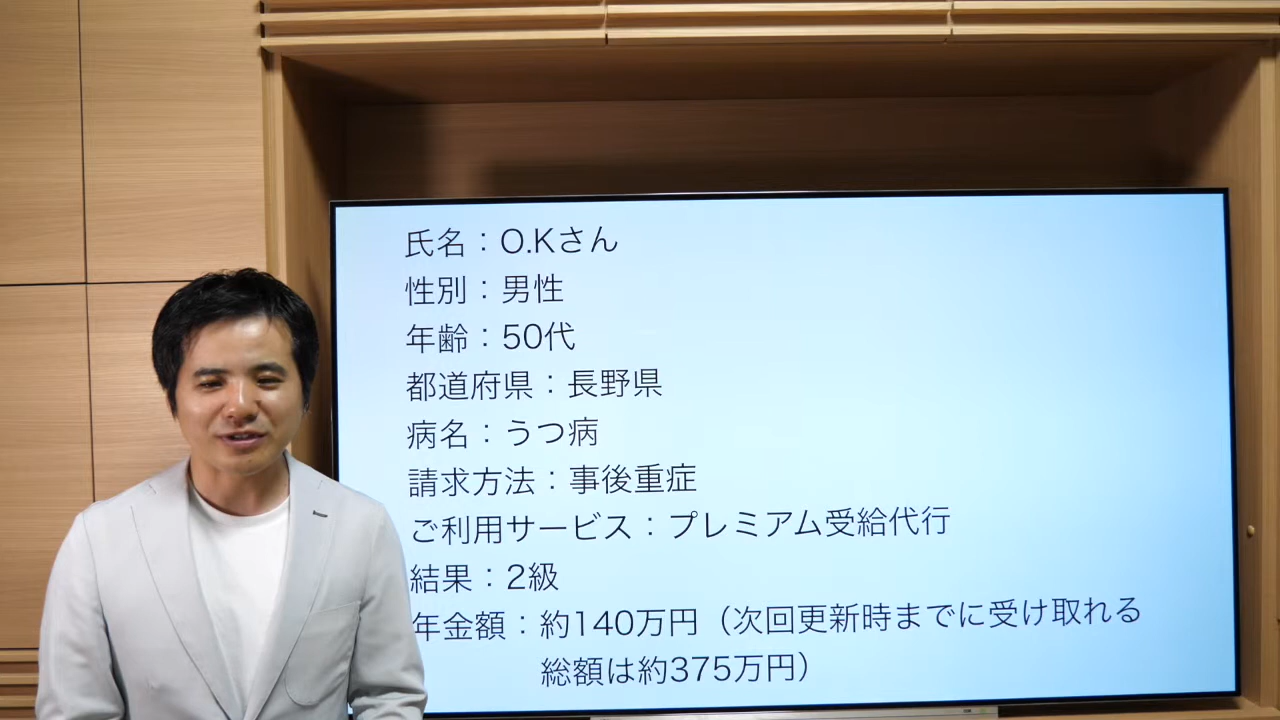 氏名：O.Kさん
性別：男性
年齢：50代
都道府県：長野県
病名：うつ病
請求方法：事後重症
ご利用サービス：プレミアム受給代行
結果：2級
年金額：約140万円（次回更新時までに受け取れる
総額は約375万円）